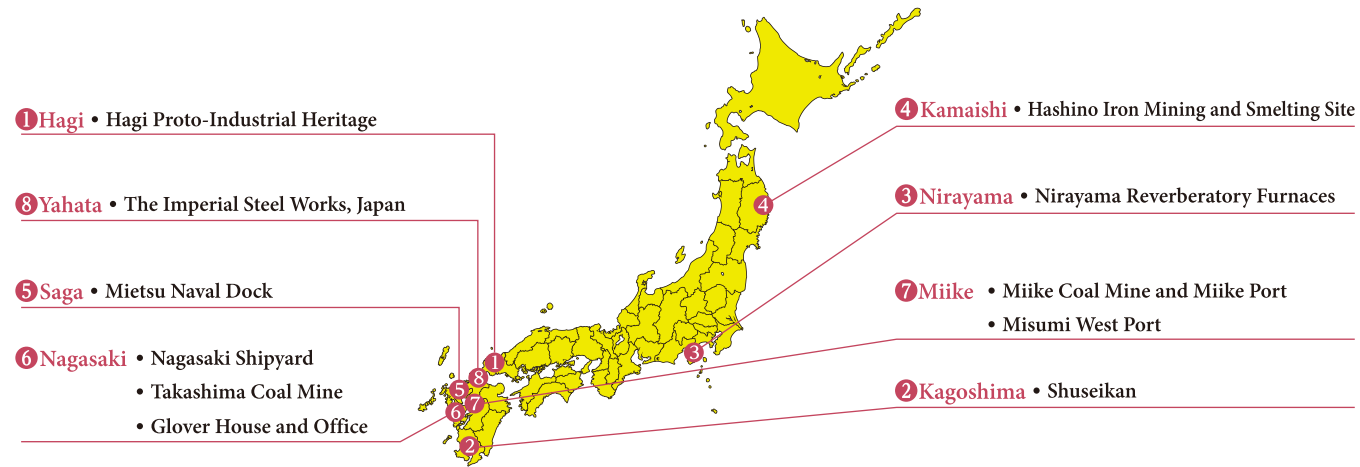 1 Hagi • Hagi Proto-Industrial Heritage
8 Yahata • The Imperial Steel Works, Japan
5 Saga • Mietsu Naval Dock
6 Nagasaki • Nagasaki Shipyard
• Takashima Coal Mine
• Glover House and Office
4 Kamaishi • Hashino Iron Mining and Smelting Site
3 Nirayama • Nirayama Reverberatory Furnaces
7 Miike • Miike Coal Mine and Miike Port
• Misumi West Port
2 Kagoshima • Shuseikan
4
3
1
8
5
7
6
2